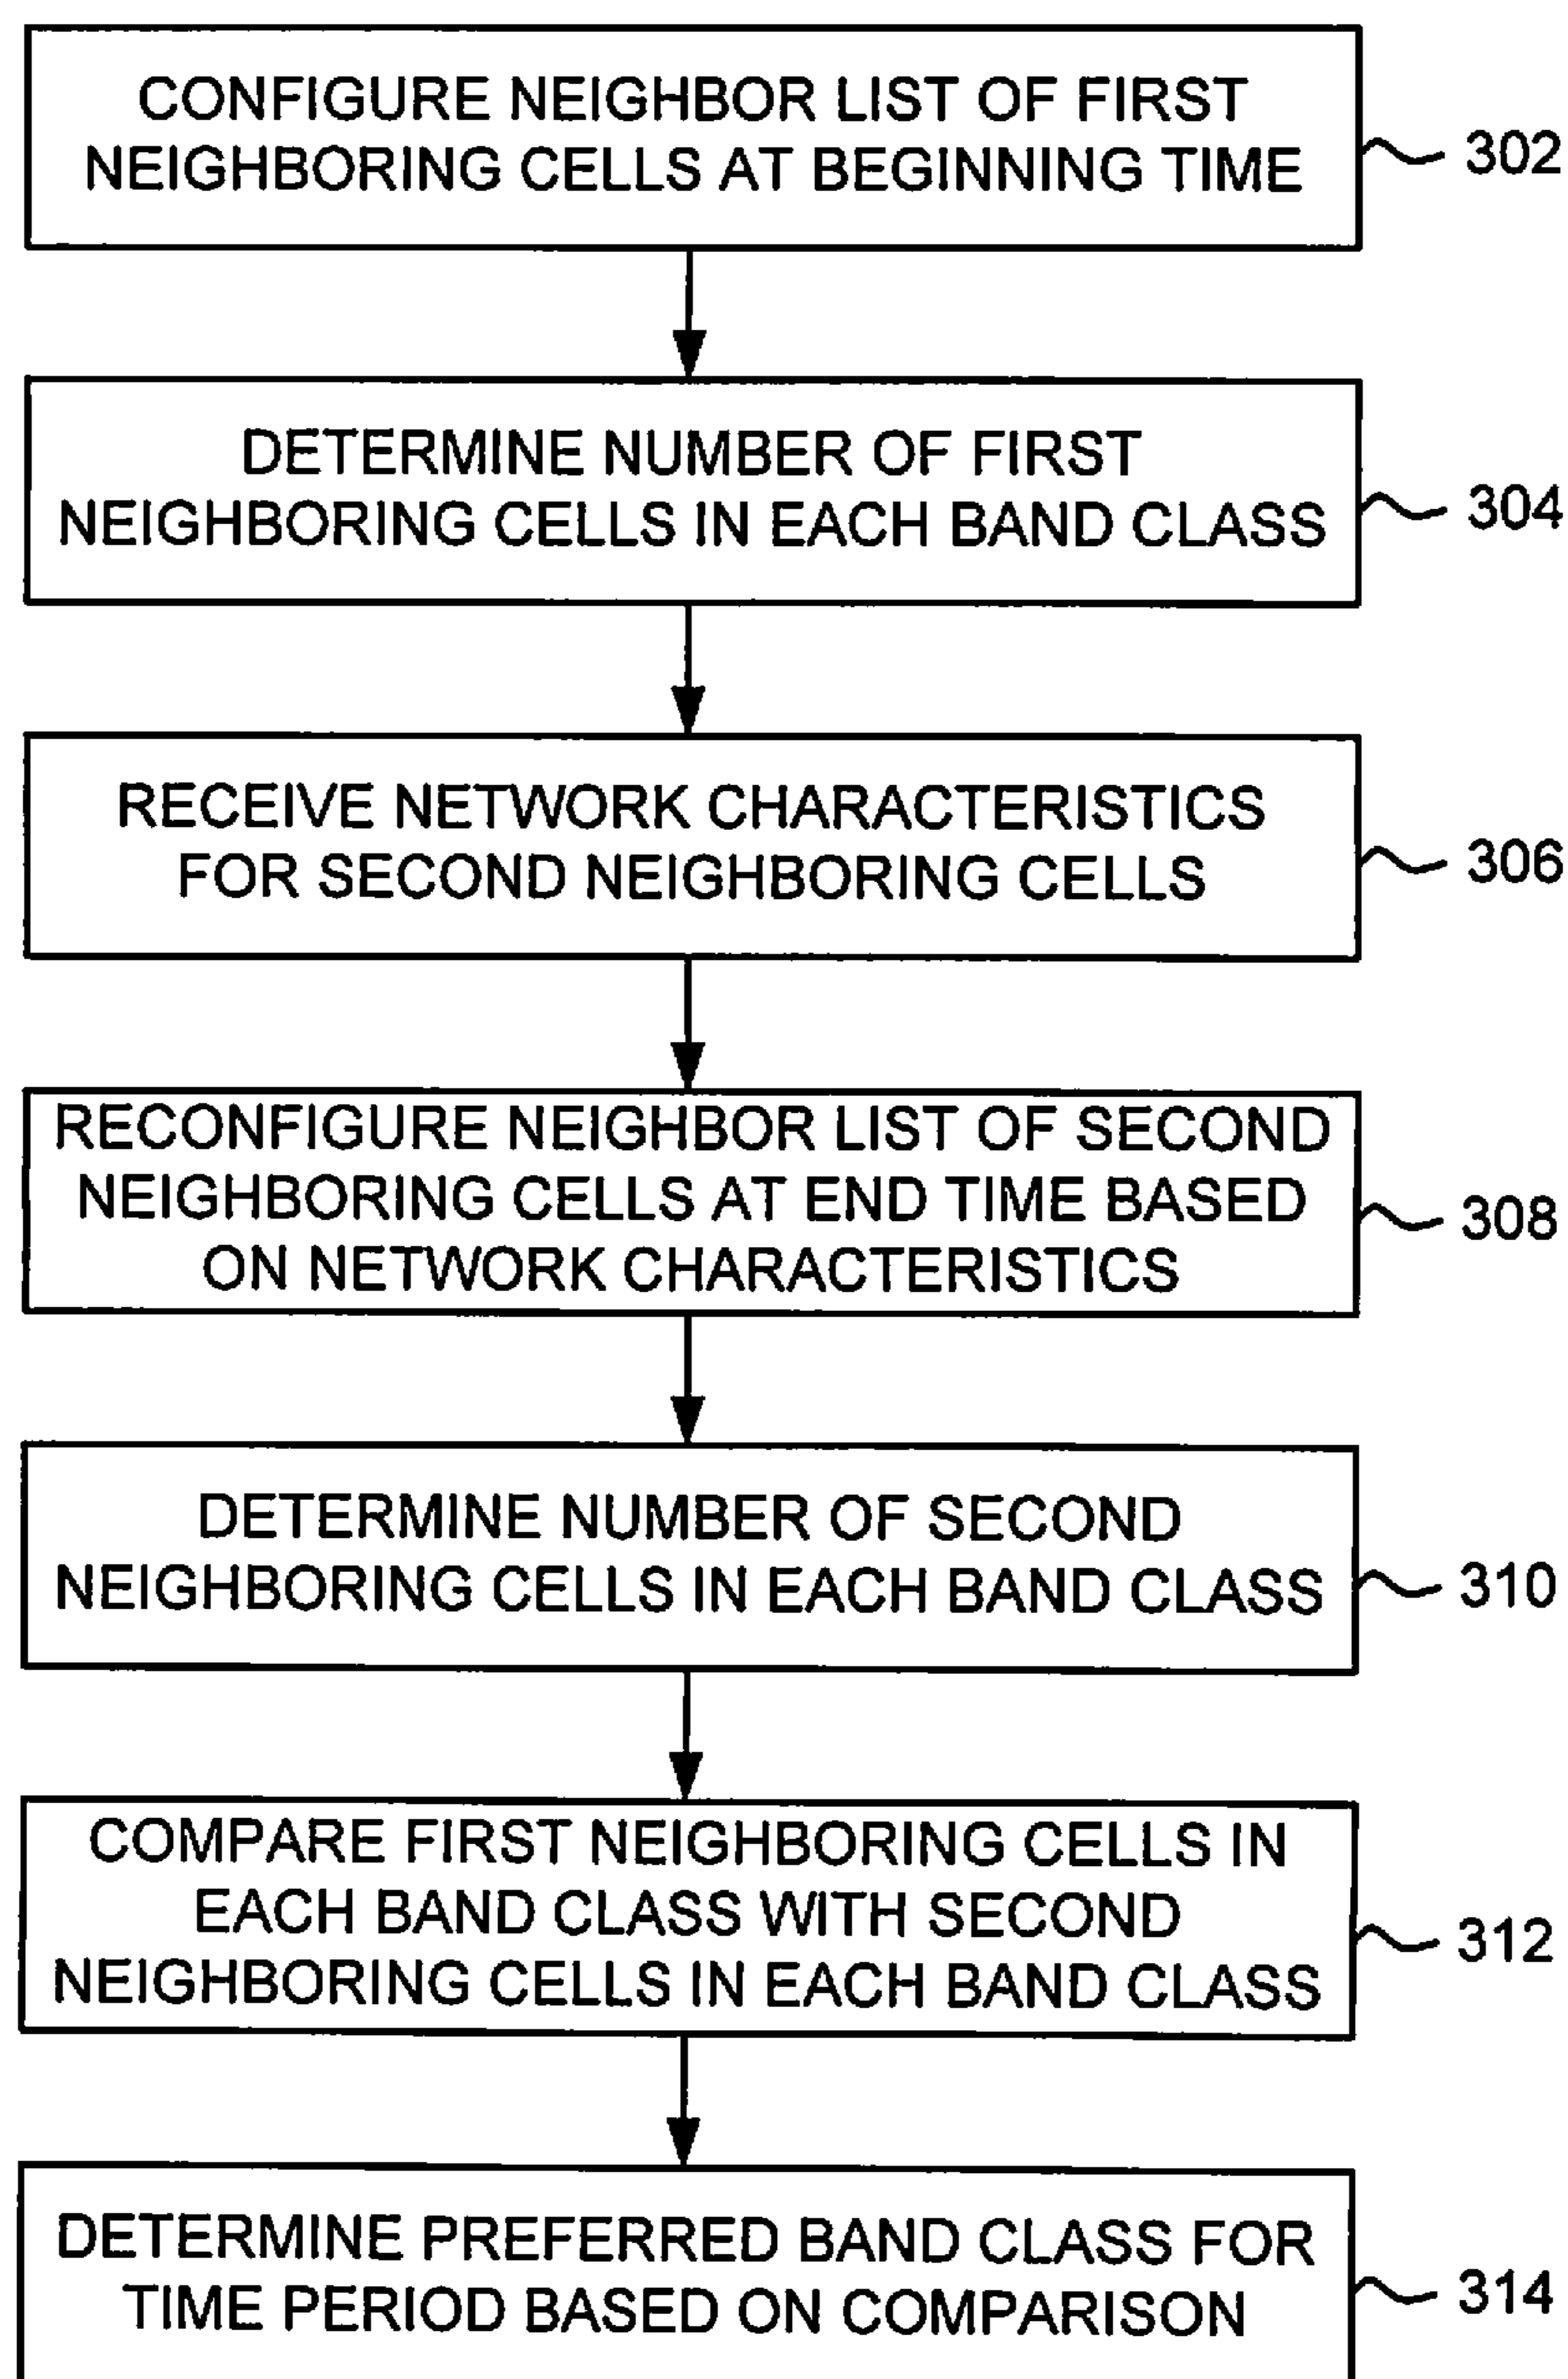 CONFIGURE NEIGHBOR LIST OF FIRST
NEIGHBORING CELLS AT BEGINNING TIME
302
DETERMINE NUMBER OF FIRST
NEIGHBORING CELLS IN EACH BAND CLASS
304
RECEIVE NETWORK CHARACTERISTICS
FOR SECOND NEIGHBORING CELLS
306
RECONFIGURE NEIGHBOR LIST OF SECOND
NEIGHBORING CELLS AT END TIME BASED
ON NETWORK CHARACTERISTICS
308
DETERMINE NUMBER OF SECOND
NEIGHBORING CELLS IN EACH BAND CLASS
310
COMPARE FIRST NEIGHBORING CELLS IN
EACH BAND CLASS WITH SECOND
NEIGHBORING CELLS IN EACH BAND CLASS
312
DETERMINE PREFERRED BAND CLASS FOR
TIME PERIOD BASED ON COMPARISON
314